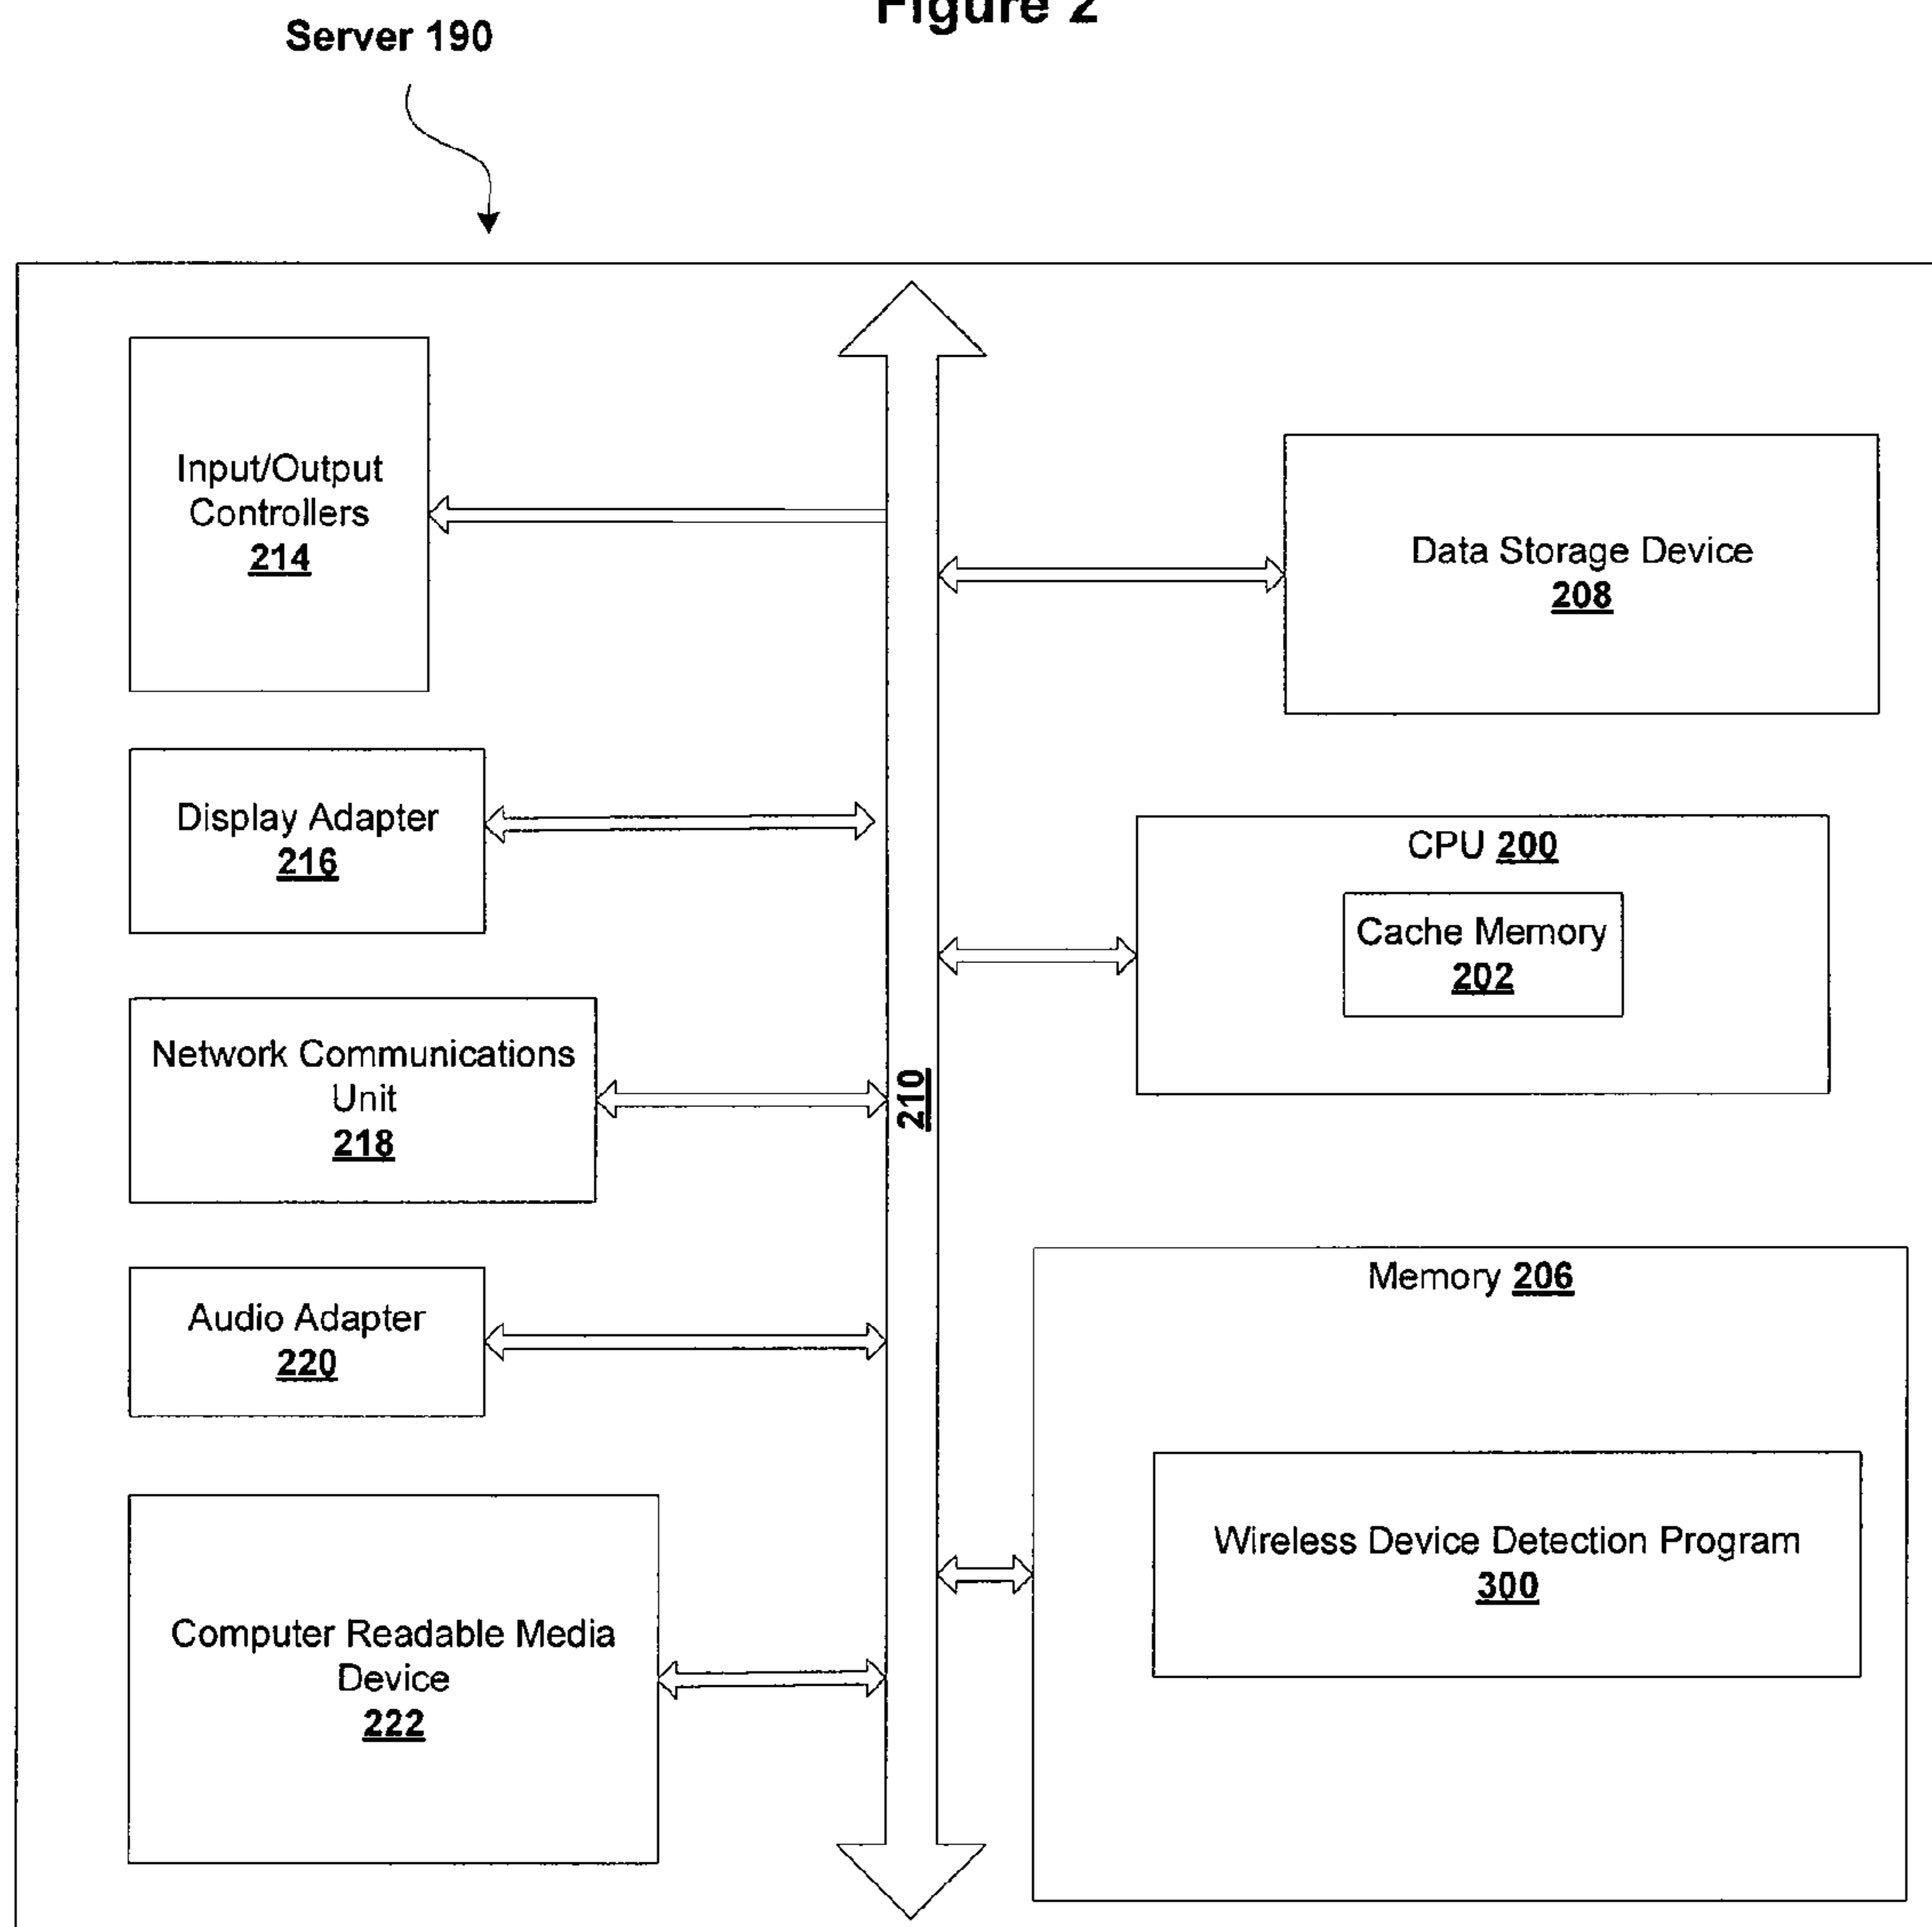 Figure 2
Server 190
Input/Output
Controllers
214
Display Adapter
216
Network Communications
Unit
218
Audio Adapter
220
Computer Readable Media
Device
222
210
Data Storage Device
208
CPU 200
Cache Memory
202
Memory 206
Wireless Device Detection Program
300